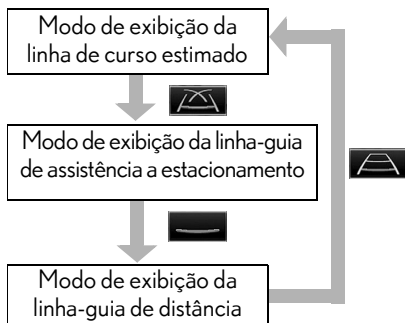 Modo de exibição da
linha de curso estimado
Modo de exibição da linha-guia
de assistência a estacionamento
Modo de exibição da
linha-guia de distância